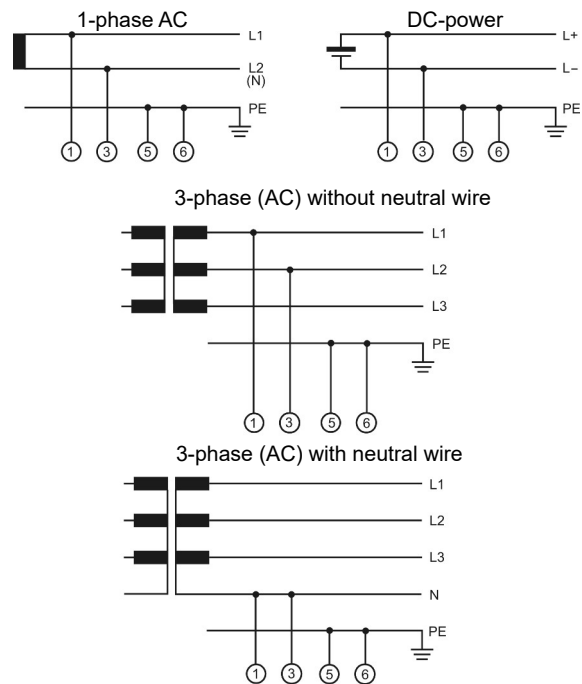 1-phase AC
L1
L2
(N)
PE
1 3 5 6
DC-power
L+
L−
PE
1 3 5 6
3-phase (AC) without neutral wire
L1
L2
L3
PE
1 3 5 6
3-phase (AC) with neutral wire
L1
L2
L3
N
PE
1 3 5 6